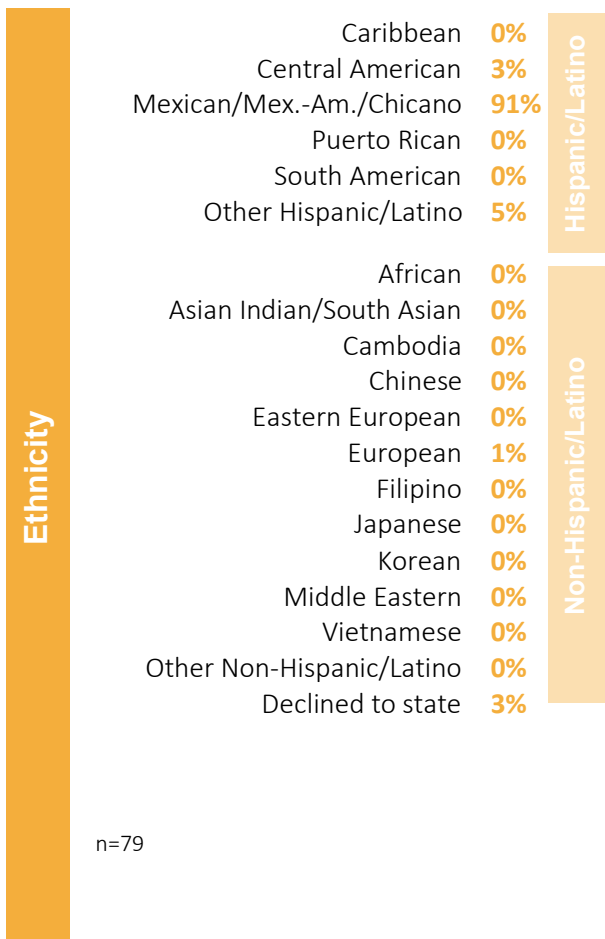 Ethnicity
Caribbean 0%
Central American 3%
Mexican/Mex.-Am./Chicano 91%
Puerto Rican 0%
South American 0%
Other Hispanic/Latino 5%
Hispanic/Latino
African 0%
Asian Indian/South Asian 0%
Cambodia 0%
Chinese 0%
Eastern European 0%
European 1%
Filipino 0%
Japanese 0%
Korean 0%
Middle Eastern 0%
Vietnamese 0%
Other Non-Hispanic/Latino 0%
Declined to state 3%
Non-Hispanic/Latino
n=79